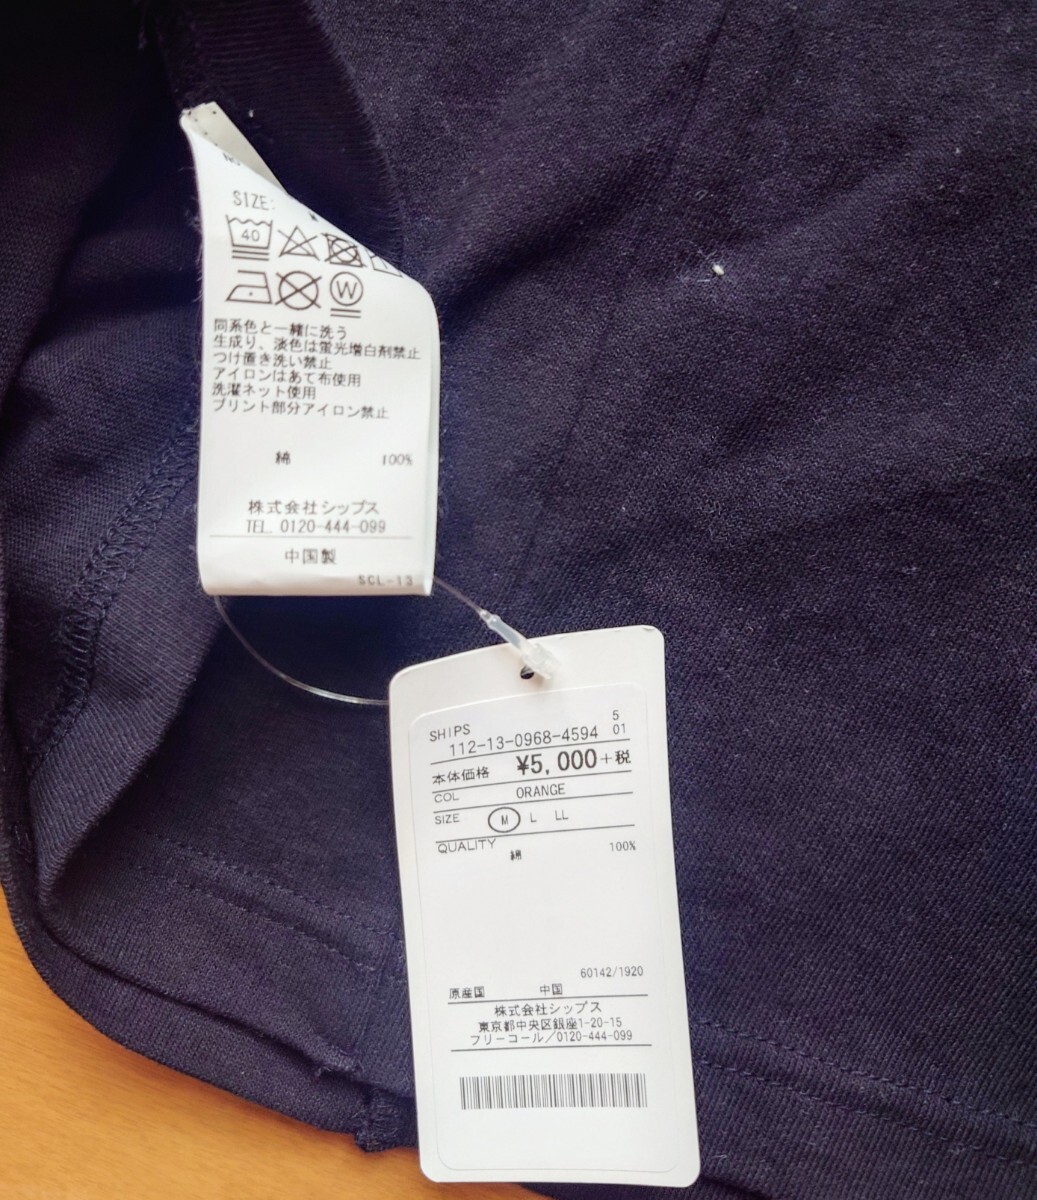 SIZE:
40
W
同系色と一緒に洗う
生成り、淡色は蛍光増白剤禁止
つけ置き洗い禁止
アイロンはあて布使用
洗濯ネット使用
プリント部分アイロン禁止
綿 100%
株式会社シップス
TEL. 0120-444-099
中国製
SCL-13
SHIPS 5
112-13-0968-4594 01
本体価格 ¥5,000+税
COL ORANGE
SIZE M L LL
QUALITY
綿 100%
60142/1920
原産国 中国
株式会社シップス
東京都中央区銀座1-20-15
フリーコール/0120-444-099